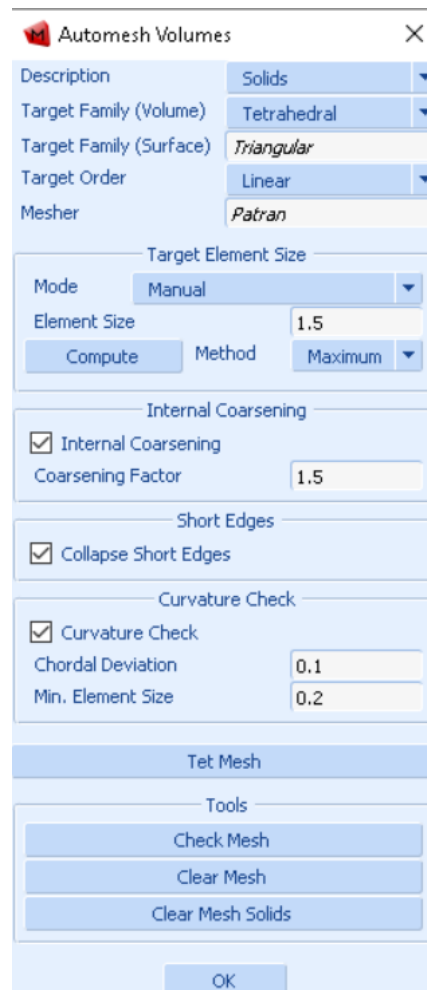 Automesh Volumes
Description Solids
Target Family (Volume) Tetrahedral
Target Family (Surface) Triangular
Target Order Linear
Mesher Patran
Target Element Size
Mode Manual
Element Size 1.5
Compute Method Maximum
Internal Coarsening
Internal Coarsening
Coarsening Factor 1.5
Short Edges
Collapse Short Edges
Curvature Check
Curvature Check
Chordal Deviation 0.1
Min. Element Size 0.2
Tet Mesh
Tools
Check Mesh
Clear Mesh
Clear Mesh Solids
OK